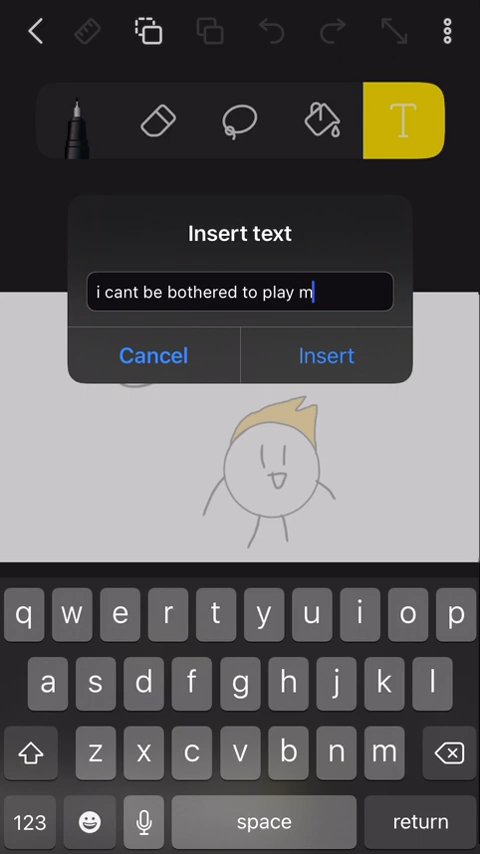 T
Insert text
i cant be bothered to play m
Cancel
Insert
q w e r t y u i o p
a s d f g h j k l
z x c v b n m
123
space
return